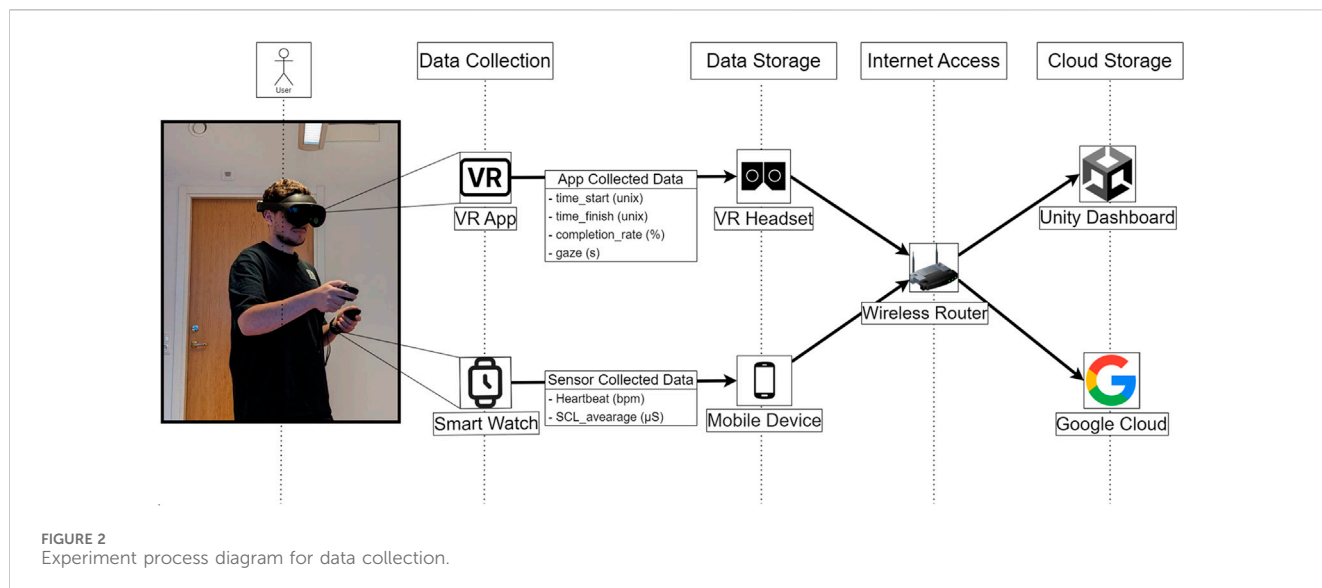 User
Data Collection
Data Storage
Internet Access
Cloud Storage
VR
VR App
App Collected Data
- time_start (unix)
- time_finish (unix)
- completion_rate (%)
- gaze (s)
VR Headset
Unity Dashboard
Wireless Router
Smart Watch
Sensor Collected Data
- Heartbeat (bpm)
- SCL_avearage (µS)
Mobile Device
Google Cloud
FIGURE 2
Experiment process diagram for data collection.